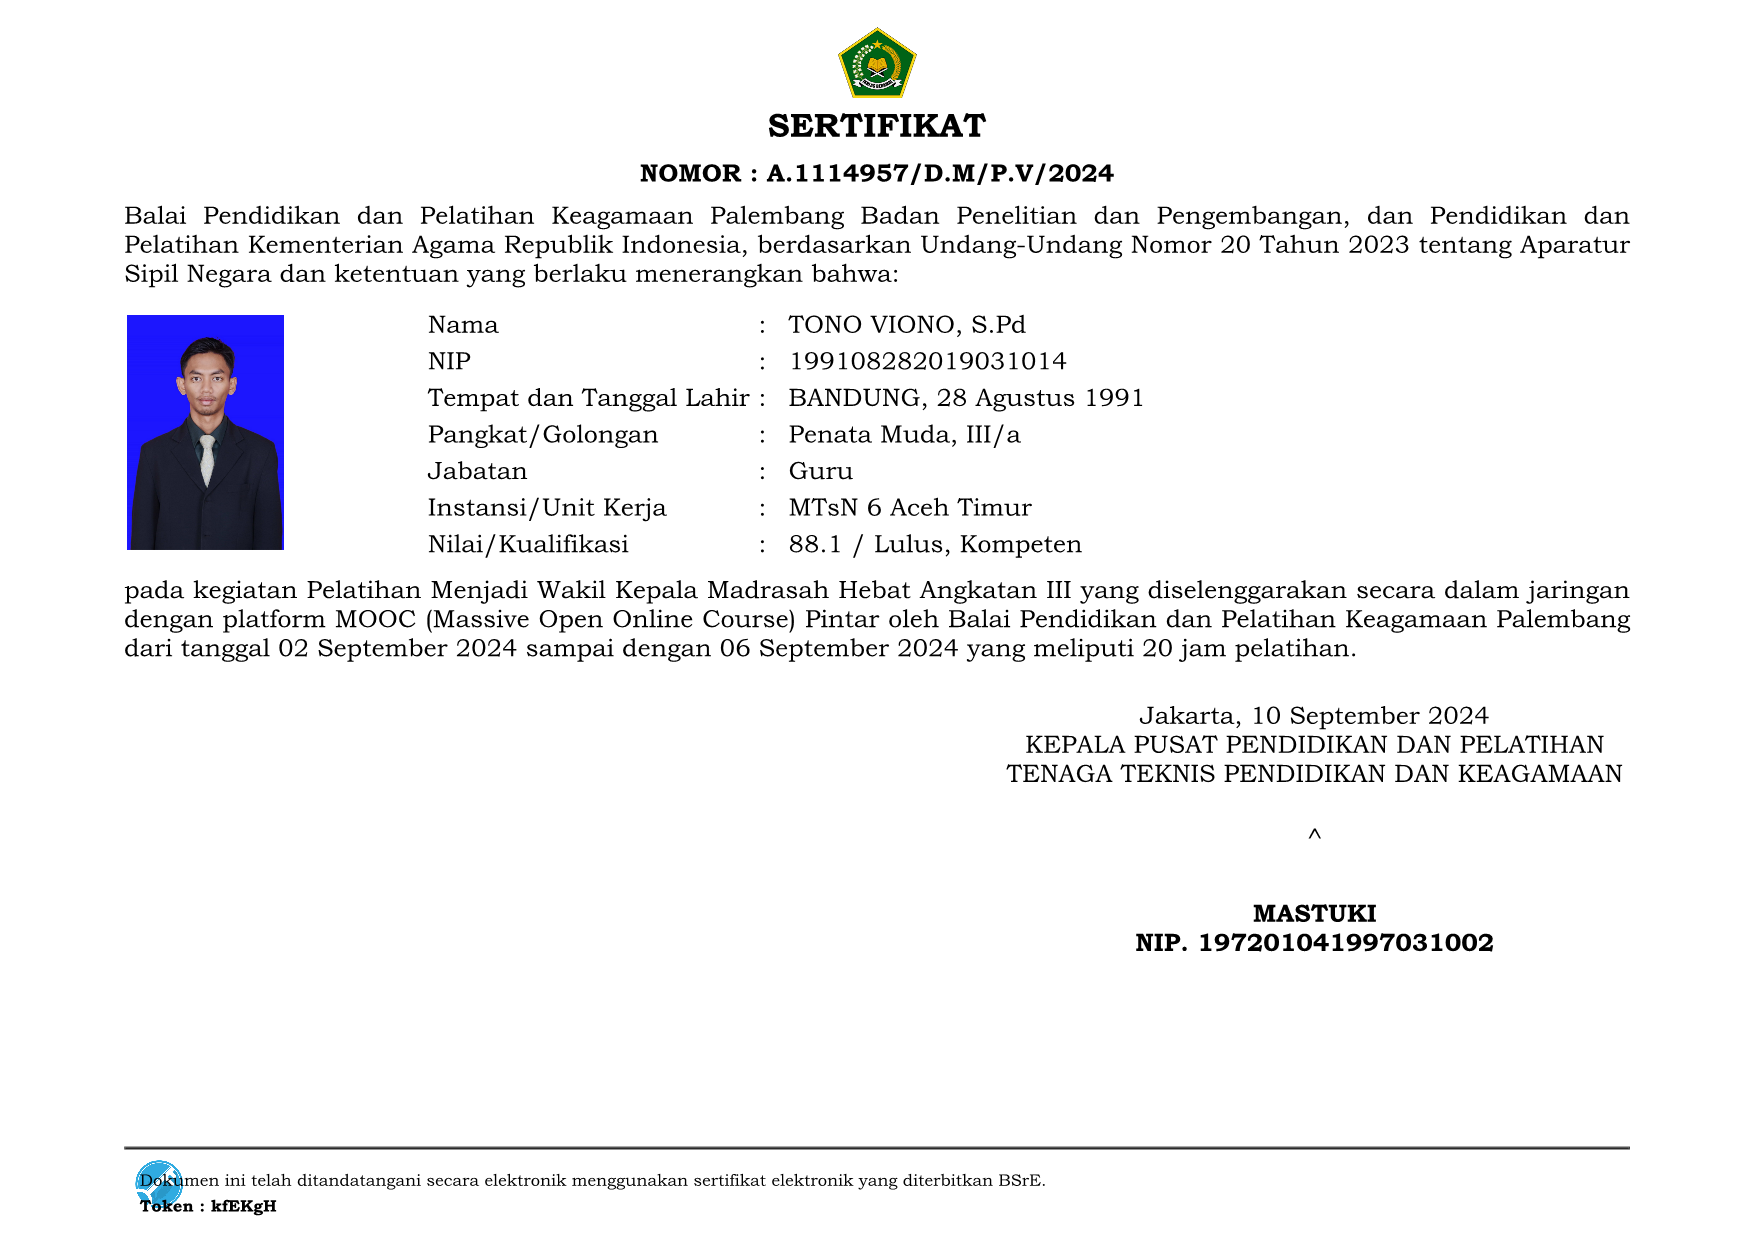 SERTIFIKAT
NOMOR : A.1114957/D.M/P.V/2024
Balai Pendidikan dan Pelatihan Keagamaan Palembang Badan Penelitian dan Pengembangan, dan Pendidikan dan
Pelatihan Kementerian Agama Republik Indonesia, berdasarkan Undang-Undang Nomor 20 Tahun 2023 tentang Aparatur
Sipil Negara dan ketentuan yang berlaku menerangkan bahwa:
Nama : TONO VIONO, S.Pd
NIP : 199108282019031014
Tempat dan Tanggal Lahir : BANDUNG, 28 Agustus 1991
Pangkat/Golongan : Penata Muda, III/a
Jabatan : Guru
Instansi/Unit Kerja : MTsN 6 Aceh Timur
Nilai/Kualifikasi : 88.1 / Lulus, Kompeten
pada kegiatan Pelatihan Menjadi Wakil Kepala Madrasah Hebat Angkatan III yang diselenggarakan secara dalam jaringan
dengan platform MOOC (Massive Open Online Course) Pintar oleh Balai Pendidikan dan Pelatihan Keagamaan Palembang
dari tanggal 02 September 2024 sampai dengan 06 September 2024 yang meliputi 20 jam pelatihan.
Jakarta, 10 September 2024
KEPALA PUSAT PENDIDIKAN DAN PELATIHAN
TENAGA TEKNIS PENDIDIKAN DAN KEAGAMAAN
^
MASTUKI
NIP. 197201041997031002
Dokumen ini telah ditandatangani secara elektronik menggunakan sertifikat elektronik yang diterbitkan BSrE.
Token : kfEKgH